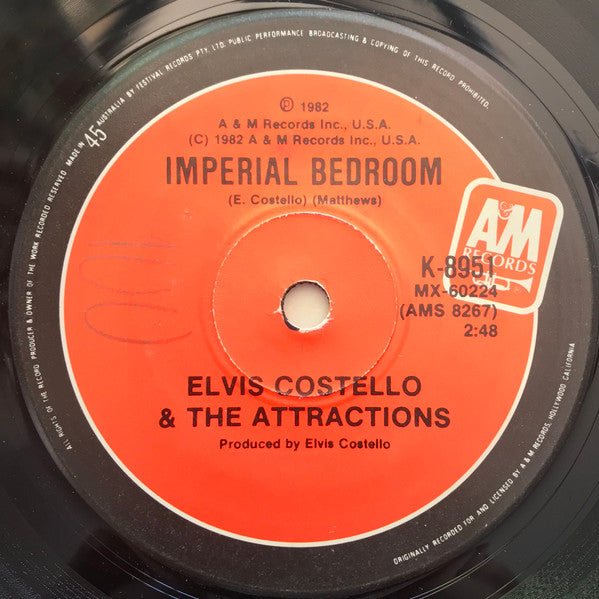 ℗ 1982
A & M Records Inc., U.S.A.
(C) 1982 A & M Records Inc., U.S.A.
IMPERIAL BEDROOM
(E. Costello) (Matthews)
A&M
RECORDS
K-8951
MX-60224
(AMS 8267)
2:48
ELVIS COSTELLO
& THE ATTRACTIONS
Produced by Elvis Costello
45
ALL RIGHTS OF THE RECORD PRODUCER & OWNER OF THE WORK RECORDED RESERVED. MADE IN AUSTRALIA BY FESTIVAL RECORDS PTY. LTD. PUBLIC PERFORMANCE BROADCASTING & COPYING OF THIS RECORD PROHIBITED.
ORIGINALLY RECORDED FOR AND LICENSED BY A & M RECORDS, HOLLYWOOD CALIFORNIA